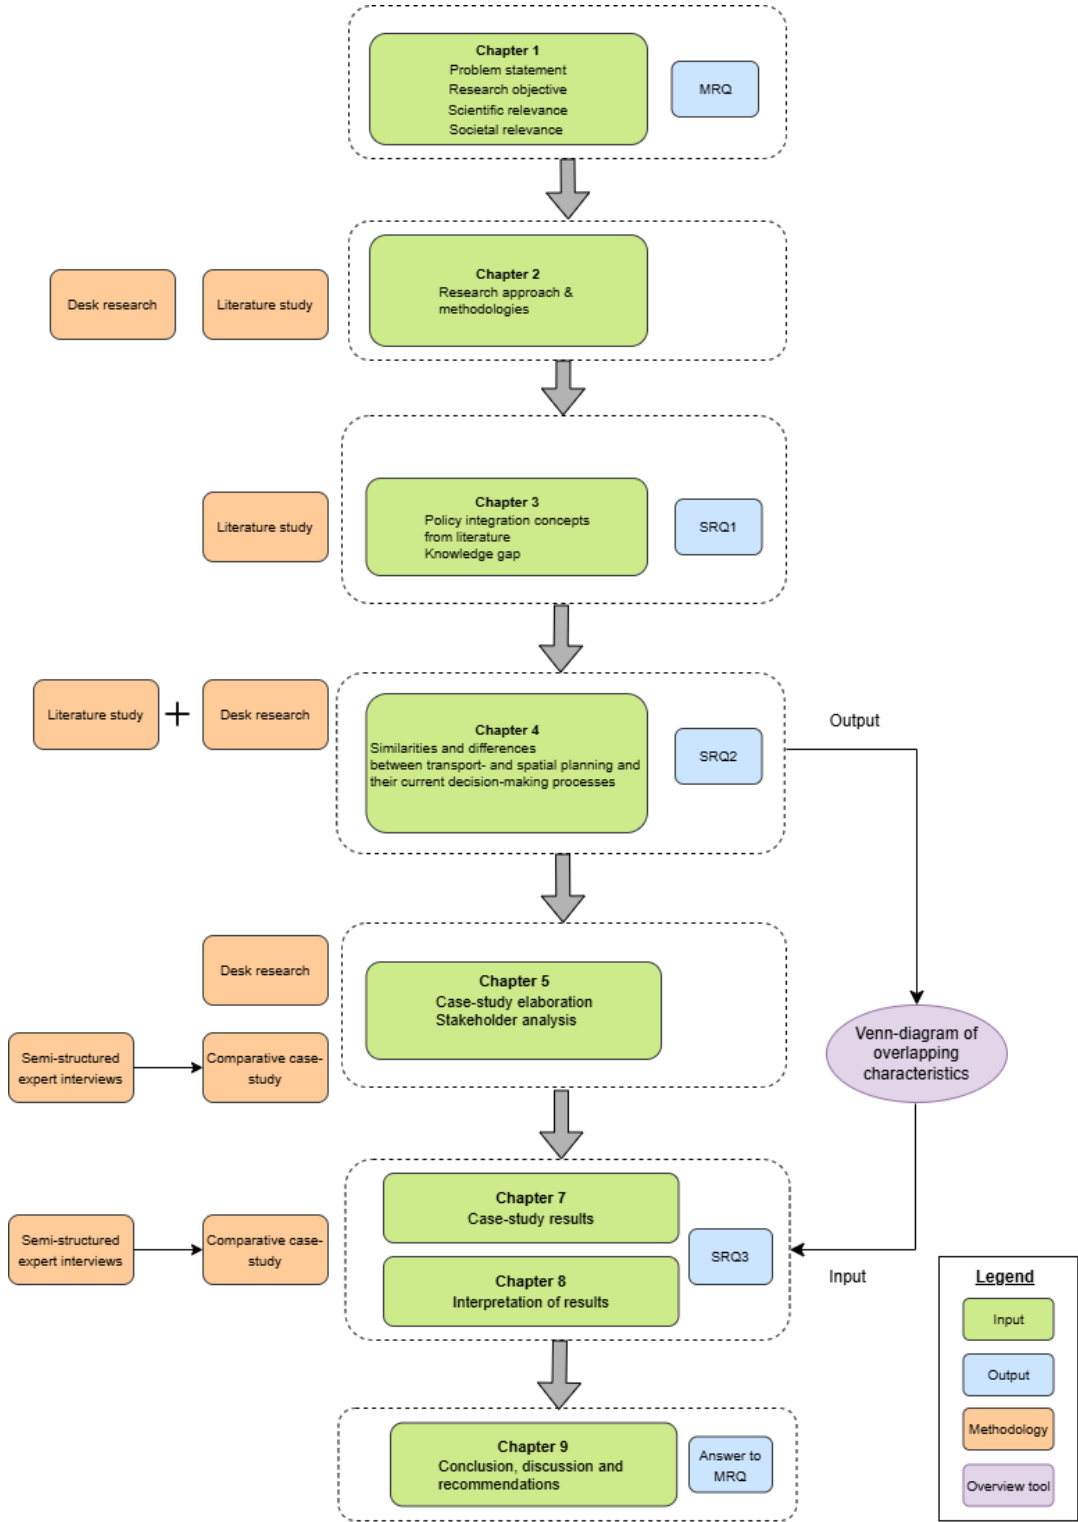 Chapter 1
Problem statement
Research objective
Scientific relevance
Societal relevance
MRQ
Desk research
Literature study
Chapter 2
Research approach &
methodologies
Literature study
Chapter 3
Policy integration concepts
from literature
Knowledge gap
SRQ1
Literature study
+
Desk research
Chapter 4
Similarities and differences
between transport- and spatial planning and
their current decision-making processes
SRQ2
Output
Desk research
Semi-structured
expert interviews
Comparative case-
study
Chapter 5
Case-study elaboration
Stakeholder analysis
Venn-diagram of
overlapping
characteristics
Semi-structured
expert interviews
Comparative case-
study
Chapter 7
Case-study results
Chapter 8
Interpretation of results
SRQ3
Input
Chapter 9
Conclusion, discussion and
recommendations
Answer to
MRQ
Legend
Input
Output
Methodology
Overview tool